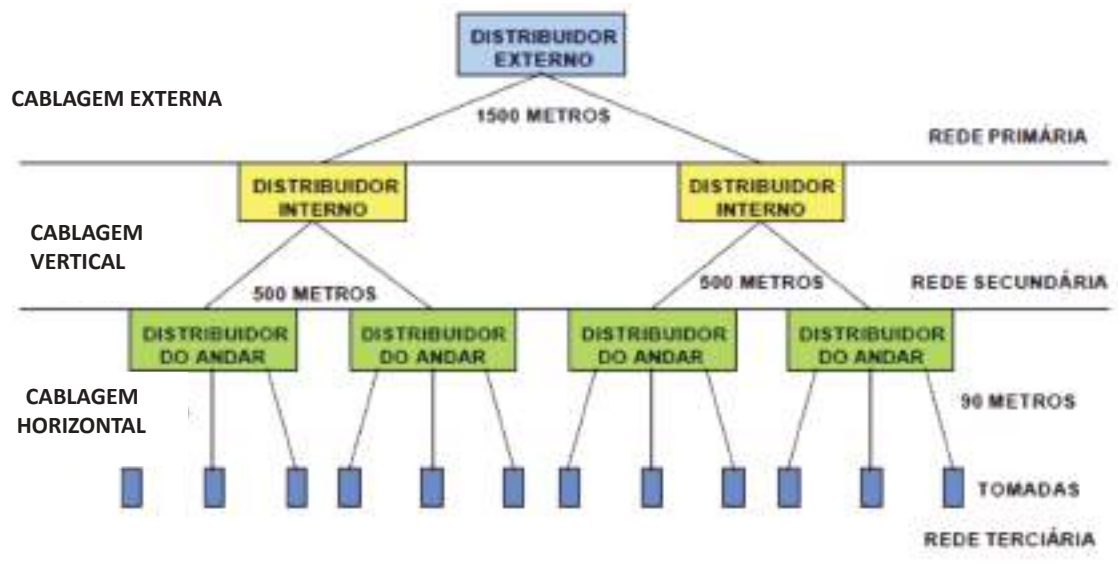 DISTRIBUIDOR
EXTERNO
CABLAGEM EXTERNA
1500 METROS
REDE PRIMÁRIA
DISTRIBUIDOR
INTERNO
DISTRIBUIDOR
INTERNO
CABLAGEM
VERTICAL
500 METROS
500 METROS
REDE SECUNDÁRIA
DISTRIBUIDOR
DO ANDAR
DISTRIBUIDOR
DO ANDAR
DISTRIBUIDOR
DO ANDAR
DISTRIBUIDOR
DO ANDAR
CABLAGEM
HORIZONTAL
90 METROS
TOMADAS
REDE TERCIÁRIA